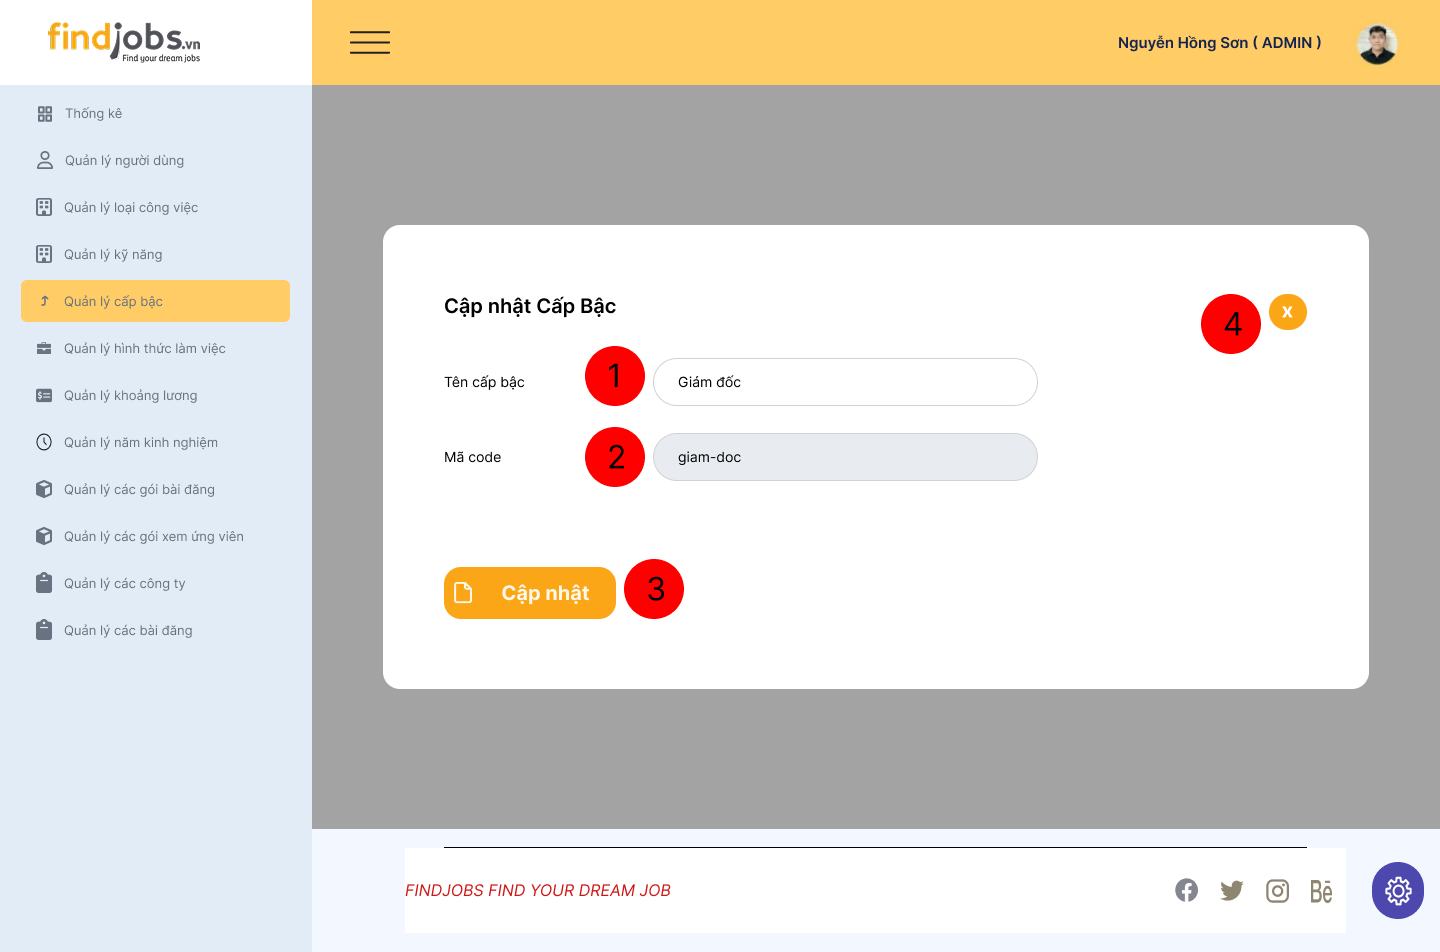 findjobs.vn
Find your dream jobs
Nguyễn Hồng Sơn ( ADMIN )
Thống kê
Quản lý người dùng
Quản lý loại công việc
Quản lý kỹ năng
Quản lý cấp bậc
Quản lý hình thức làm việc
Quản lý khoảng lương
Quản lý năm kinh nghiệm
Quản lý các gói bài đăng
Quản lý các gói xem ứng viên
Quản lý các công ty
Quản lý các bài đăng
Cập nhật Cấp Bậc
4 X
Tên cấp bậc 1 Giám đốc
Mã code 2 giam-doc
Cập nhật 3
FINDJOBS FIND YOUR DREAM JOB